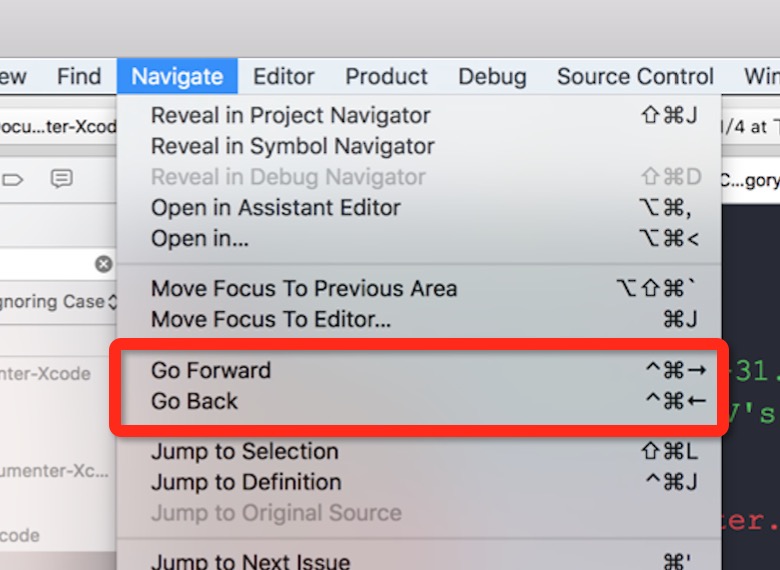 ew Find Navigate Editor Product Debug Source Control Win
Docu...ter-Xcod
1/4 at T
Reveal in Project Navigator ⇧⌘J
Reveal in Symbol Navigator
C...gory
Reveal in Debug Navigator ⇧⌘D
Open in Assistant Editor ⌥⌘,
Open in... ⌥⌘<
Move Focus To Previous Area ⌥⇧⌘`
gnoring Case
Move Focus To Editor... ⌘J
nter-Xcode
Go Forward ^⌘→
-31.
Go Back ^⌘←
V's
Jump to Selection ⇧⌘L
umenter-Xc...
Jump to Definition ^⌘J
Jump to Original Source
ter.
code
Jump to Next Issue ⌘'